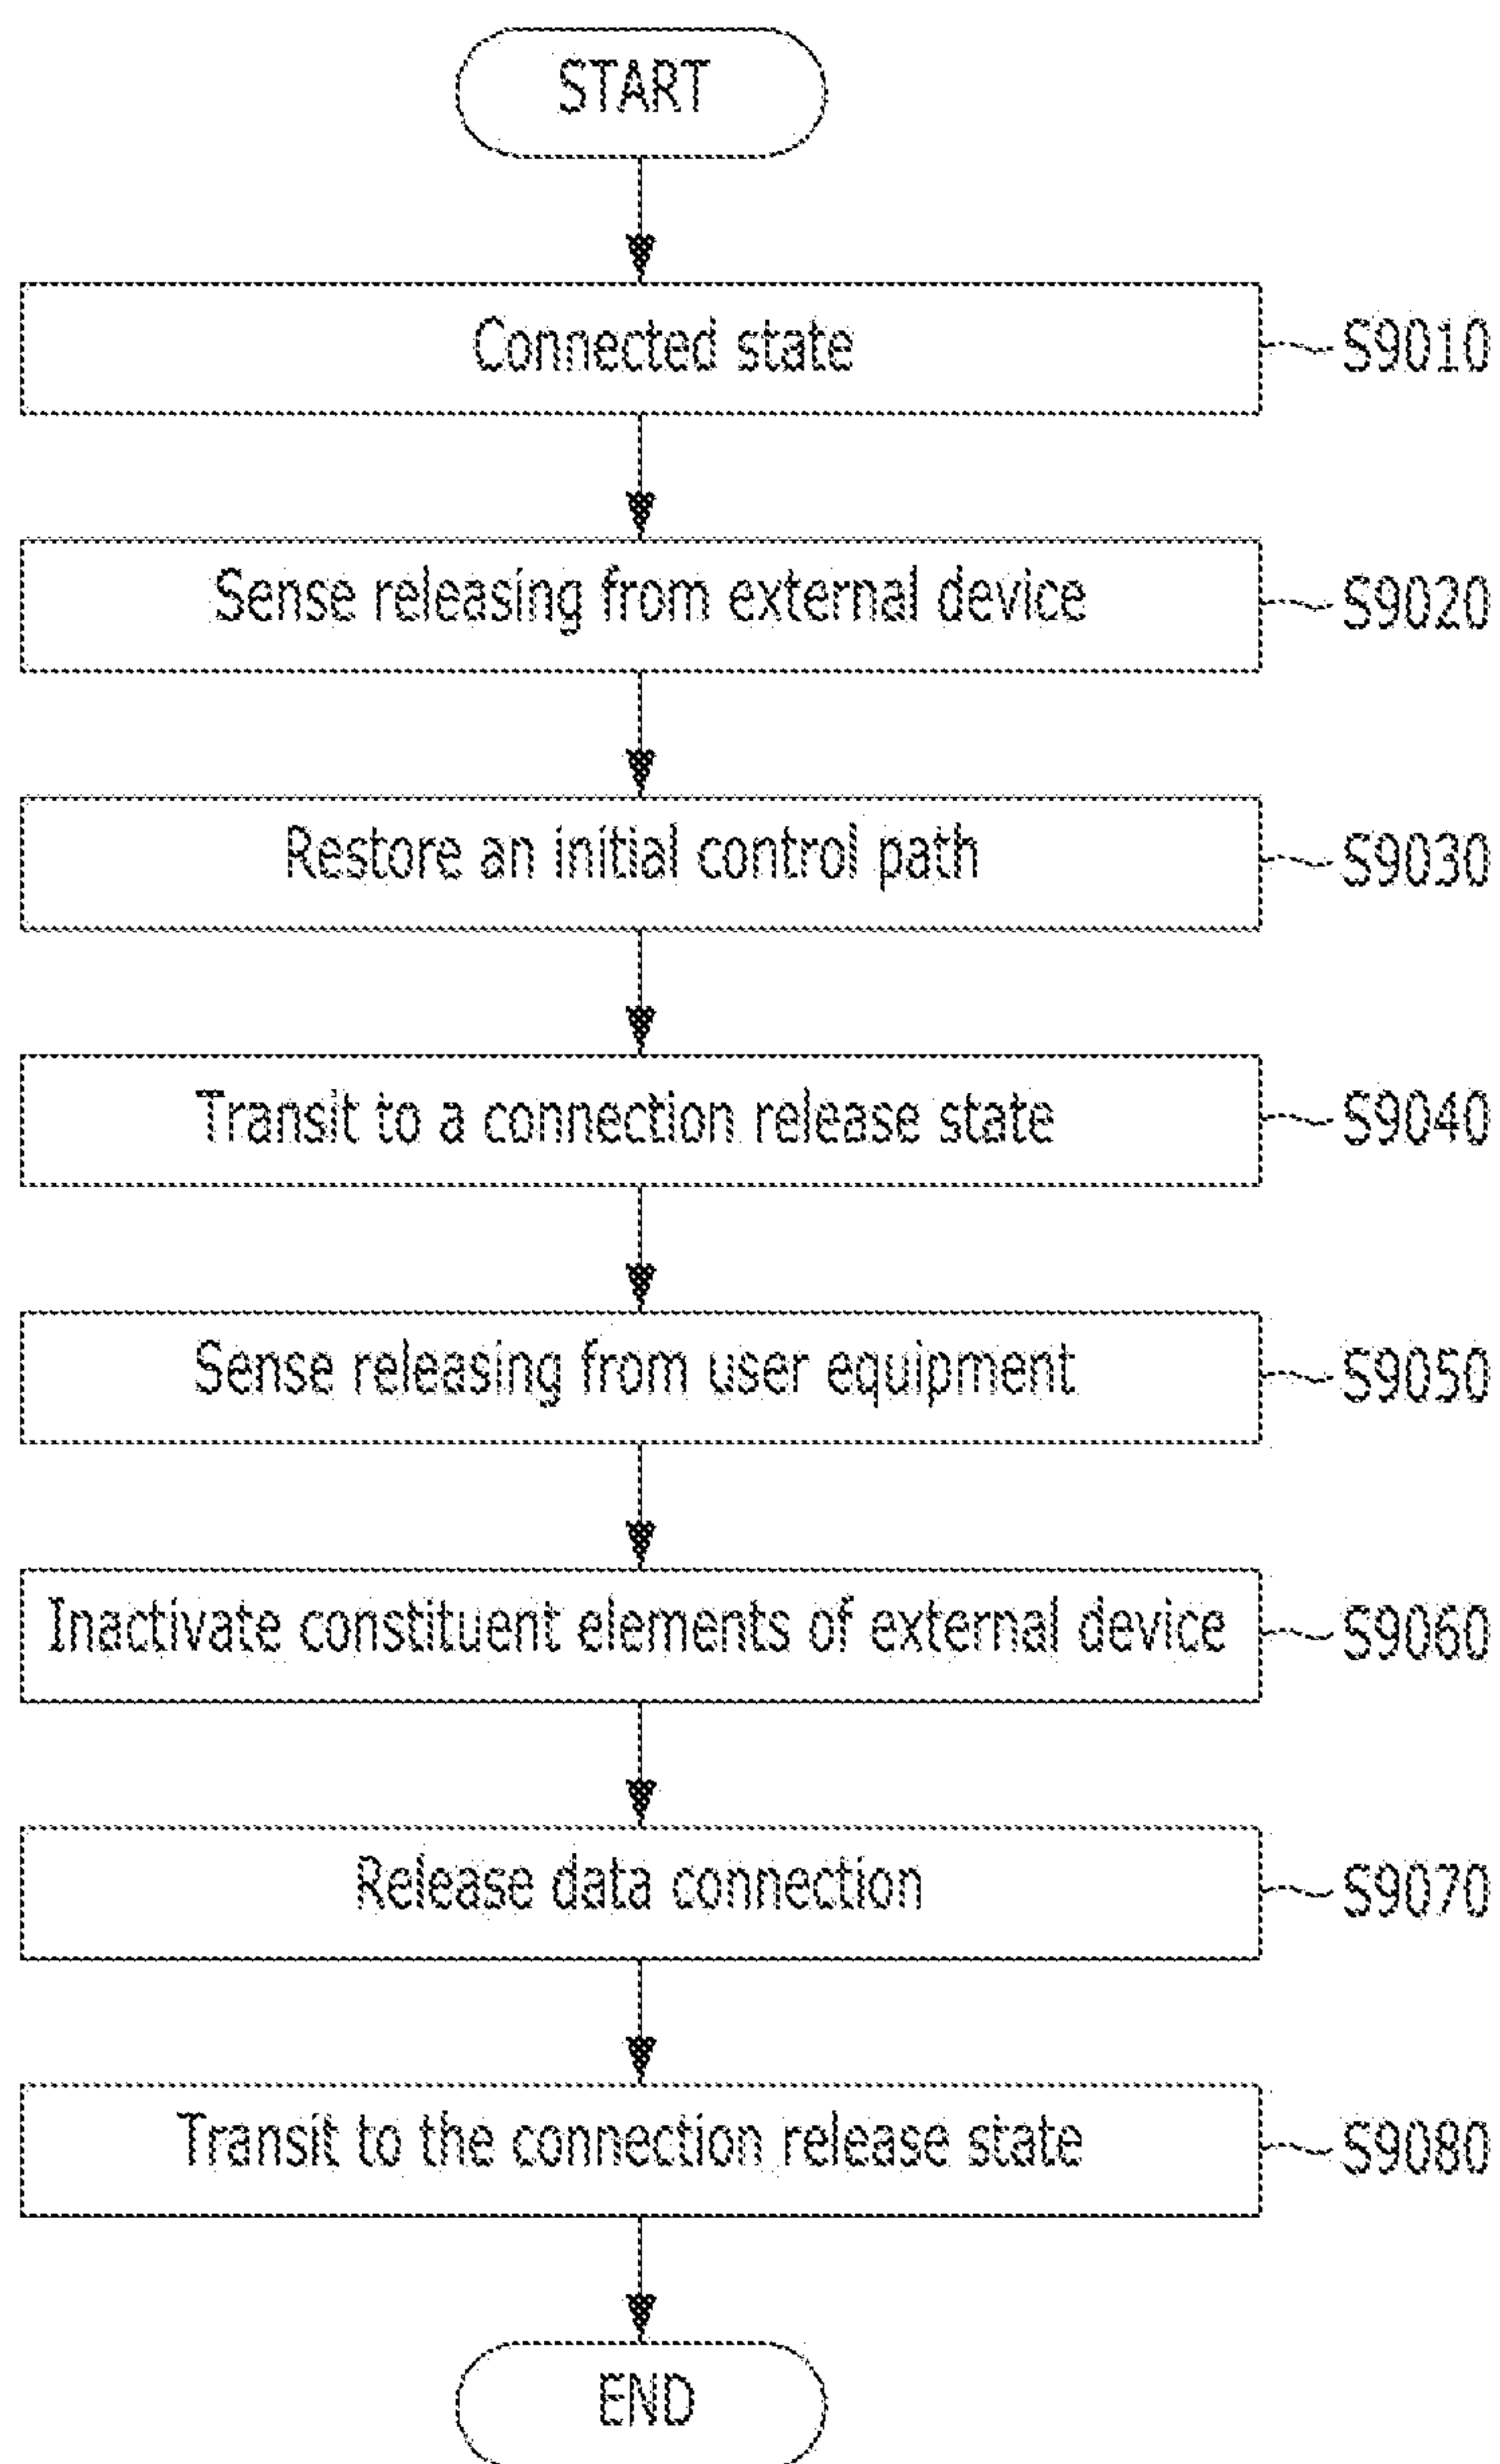 START
Connected state
S9010
Sense releasing from external device
S9020
Restore an initial control path
S9030
Transit to a connection release state
S9040
Sense releasing from user equipment
S9050
Inactivate constituent elements of external device
S9060
Release data connection
S9070
Transit to the connection release state
S9080
END